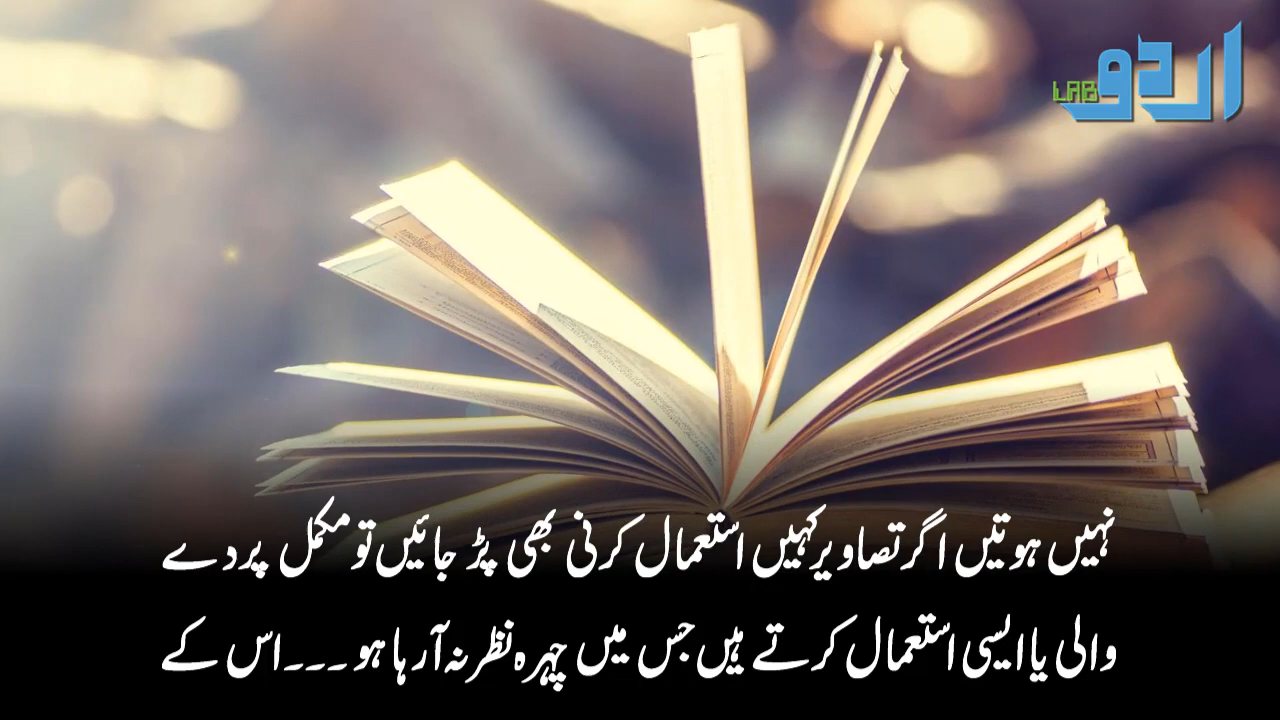 اردو LAB
نہیں ہوتیں اگر تصاویر کہیں استعمال کرنی بھی پڑ جائیں تو مکمل پردے
والی یا ایسی استعمال کرتے ہیں جس میں چہرہ نظر نہ آ رہا ہو ۔۔۔ اس کے